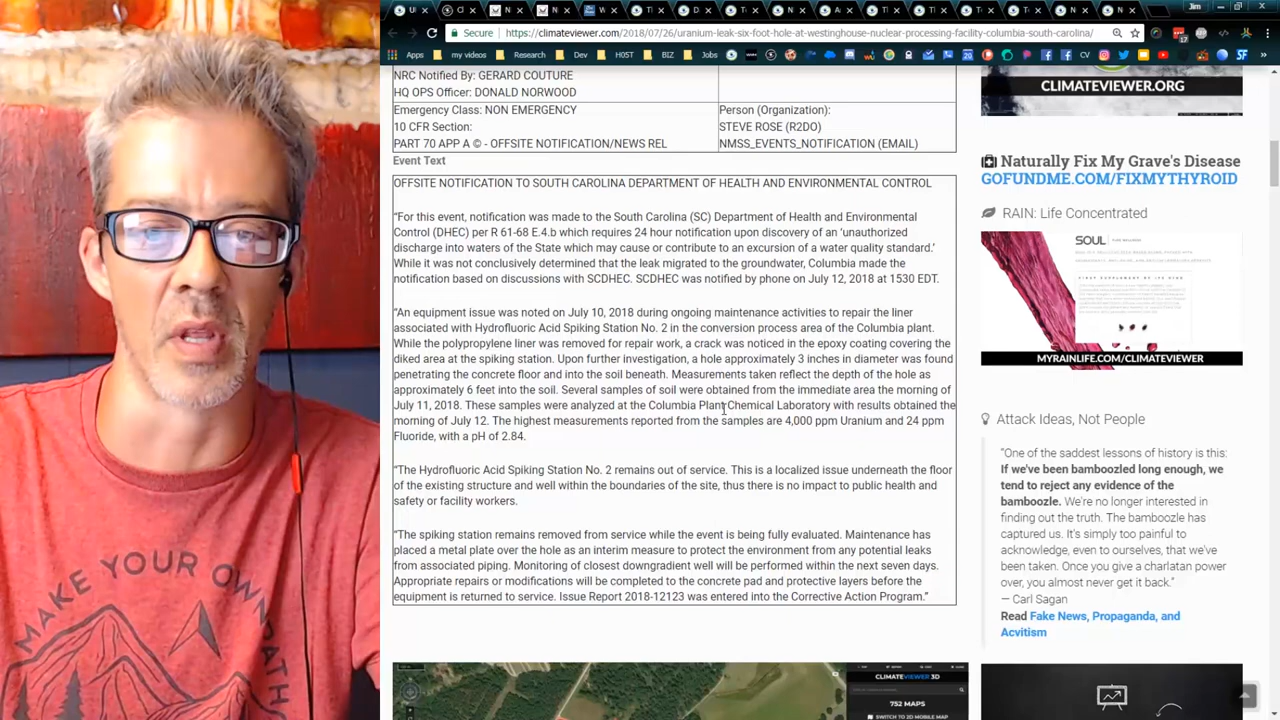 Jim
Secure
https://climateviewer.com/2018/07/26/uranium-leak-six-foot-hole-at-westinghouse-nuclear-processing-facility-columbia-south-carolina/
Apps
my videos
Research
Dev
H0ST
BIZ
Jobs
CV
SF
NRC Notified By: GERARD COUTURE
HQ OPS Officer: DONALD NORWOOD
Emergency Class: NON EMERGENCY
10 CFR Section:
PART 70 APP A © - OFFSITE NOTIFICATION/NEWS REL
Person (Organization):
STEVE ROSE (R2DO)
NMSS_EVENTS_NOTIFICATION (EMAIL)
Event Text
OFFSITE NOTIFICATION TO SOUTH CAROLINA DEPARTMENT OF HEALTH AND ENVIRONMENTAL CONTROL
“For this event, notification was made to the South Carolina (SC) Department of Health and Environmental
Control (DHEC) per R 61-68 E.4.b which requires 24 hour notification upon discovery of an ‘unauthorized
discharge into waters of the State which may cause or contribute to an excursion of a water quality standard.’
While it is not conclusively determined that the leak migrated to the groundwater, Columbia made the
notification upon discussions with SCDHEC. SCDHEC was notified by phone on July 12, 2018 at 1530 EDT.
“An equipment issue was noted on July 10, 2018 during ongoing maintenance activities to repair the liner
associated with Hydrofluoric Acid Spiking Station No. 2 in the conversion process area of the Columbia plant.
While the polypropylene liner was removed for repair work, a crack was noticed in the epoxy coating covering the
diked area at the spiking station. Upon further investigation, a hole approximately 3 inches in diameter was found
penetrating the concrete floor and into the soil beneath. Measurements taken reflect the depth of the hole as
approximately 6 feet into the soil. Several samples of soil were obtained from the immediate area the morning of
July 11, 2018. These samples were analyzed at the Columbia Plant Chemical Laboratory with results obtained the
morning of July 12. The highest measurements reported from the samples are 4,000 ppm Uranium and 24 ppm
Fluoride, with a pH of 2.84.
“The Hydrofluoric Acid Spiking Station No. 2 remains out of service. This is a localized issue underneath the floor
of the existing structure and well within the boundaries of the site, thus there is no impact to public health and
safety or facility workers.
“The spiking station remains removed from service while the event is being fully evaluated. Maintenance has
placed a metal plate over the hole as an interim measure to protect the environment from any potential leaks
from associated piping. Monitoring of closest downgradient well will be performed within the next seven days.
Appropriate repairs or modifications will be completed to the concrete pad and protective layers before the
equipment is returned to service. Issue Report 2018-12123 was entered into the Corrective Action Program.”
CLIMATEVIEWER 3D
752 MAPS
SWITCH TO 2D MOBILE MAP
CLIMATEVIEWER.ORG
Naturally Fix My Grave's Disease
GOFUNDME.COM/FIXMYTHYROID
RAIN: Life Concentrated
SOUL
MYRAINLIFE.COM/CLIMATEVIEWER
Attack Ideas, Not People
“One of the saddest lessons of history is this:
If we've been bamboozled long enough, we
tend to reject any evidence of the
bamboozle. We're no longer interested in
finding out the truth. The bamboozle has
captured us. It's simply too painful to
acknowledge, even to ourselves, that we've
been taken. Once you give a charlatan power
over, you almost never get it back.”
— Carl Sagan
Read Fake News, Propaganda, and
Acvitism
MAKE YOUR OWN PATH